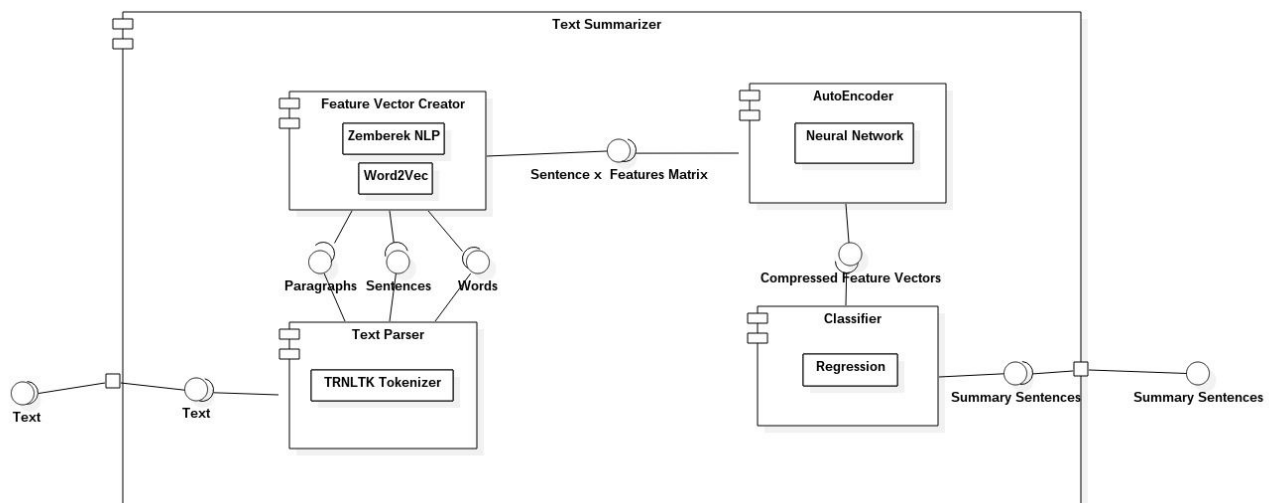 Text Summarizer
Feature Vector Creator
Zemberek NLP
Word2Vec
AutoEncoder
Neural Network
Sentence x Features Matrix
Paragraphs
Sentences
Words
Compressed Feature Vectors
Text Parser
TRNLTK Tokenizer
Classifier
Regression
Text
Text
Summary Sentences
Summary Sentences